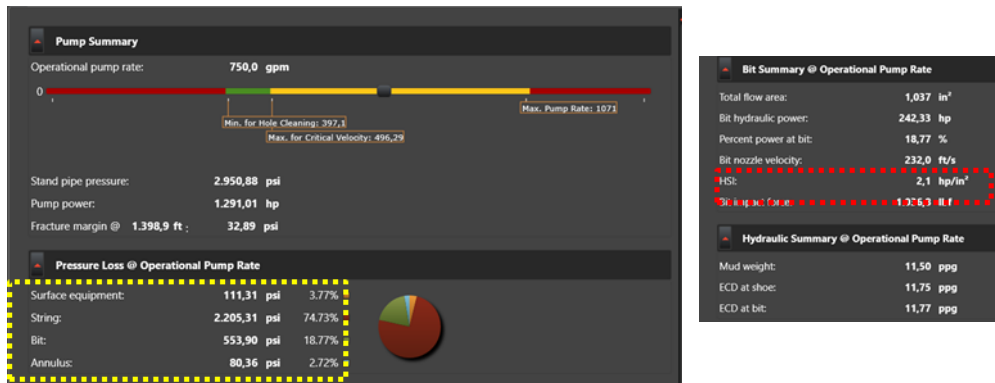 Pump Summary
Operational pump rate: 750,0 gpm
0
Min. for Hole Cleaning: 397,1
Max. for Critical Velocity: 496,29
Max. Pump Rate: 1071
Stand pipe pressure: 2.950,88 psi
Pump power: 1.291,01 hp
Fracture margin @ 1.398,9 ft : 32,89 psi
Pressure Loss @ Operational Pump Rate
Surface equipment: 111,31 psi 3.77%
String: 2.205,31 psi 74.73%
Bit: 553,90 psi 18.77%
Annulus: 80,36 psi 2.72%
Bit Summary @ Operational Pump Rate
Total flow area: 1,037 in²
Bit hydraulic power: 242,33 hp
Percent power at bit: 18,77 %
Bit nozzle velocity: 232,0 ft/s
HSI: 2,1 hp/in²
Bit impact force:
Hydraulic Summary @ Operational Pump Rate
Mud weight: 11,50 ppg
ECD at shoe: 11,75 ppg
ECD at bit: 11,77 ppg